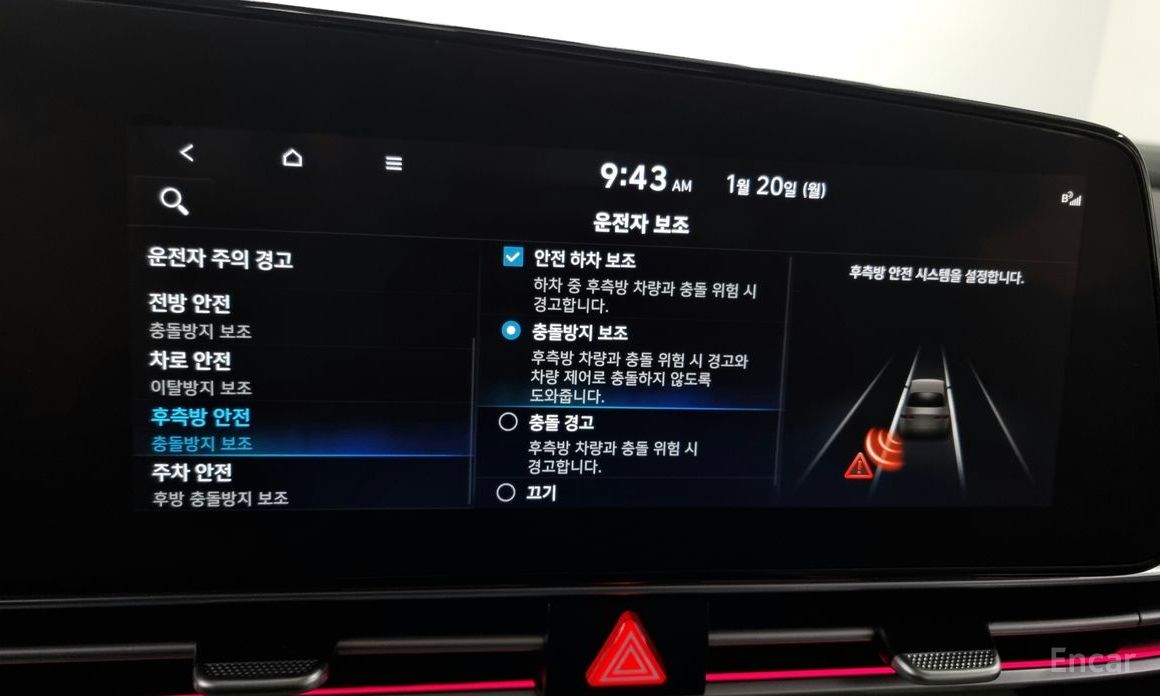 9:43 AM 1월 20일 (월)
운전자 보조
운전자 주의 경고
전방 안전
충돌방지 보조
차로 안전
이탈방지 보조
후측방 안전
충돌방지 보조
주차 안전
후방 충돌방지 보조
안전 하차 보조
하차 중 후측방 차량과 충돌 위험 시
경고합니다.
충돌방지 보조
후측방 차량과 충돌 위험 시 경고와
차량 제어로 충돌하지 않도록
도와줍니다.
충돌 경고
후측방 차량과 충돌 위험 시
경고합니다.
끄기
후측방 안전 시스템을 설정합니다.
Encar